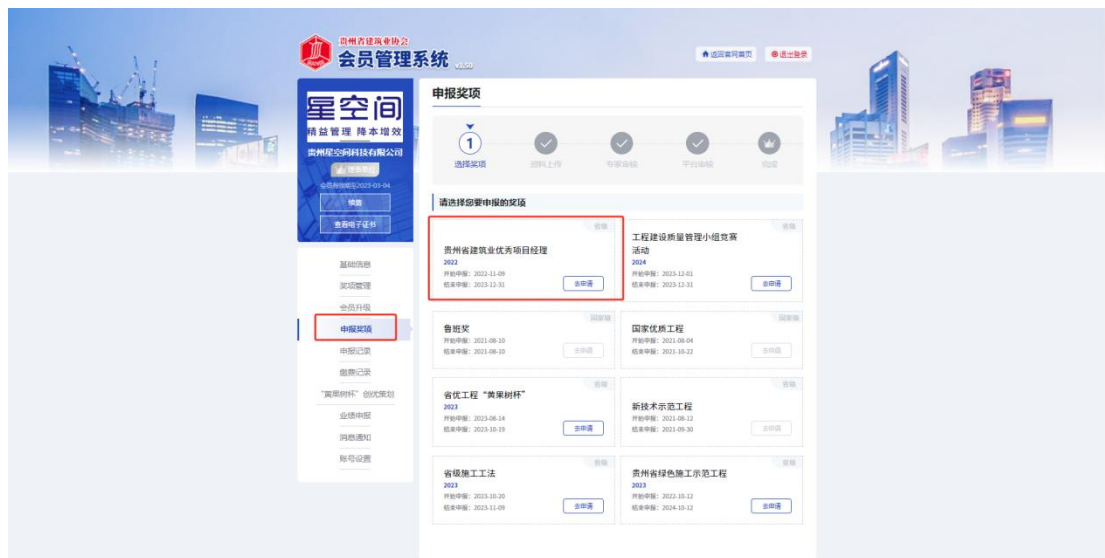 贵州省建筑业协会
会员管理系统 v3.50
返回官网首页
退出登录
星空间
精益管理 降本增效
贵州星空间科技有限公司
会员有效期至2023-03-04
续费
查看电子证书
基础信息
奖项管理
会员升级
申报奖项
申报记录
缴费记录
“黄果树杯”创优策划
业绩申报
消息通知
账号设置
申报奖项
1
选择奖项
资料上传
专家审核
平台审核
完成
请选择您要申报的奖项
省级
贵州省建筑业优秀项目经理
2022
开始申报：2022-11-09
结束申报：2023-12-31
去申请
省级
工程建设质量管理小组竞赛
活动
2024
开始申报：2023-12-01
结束申报：2023-12-31
去申请
国家级
鲁班奖
开始申报：2021-08-10
结束申报：2021-08-10
去申请
国家级
国家优质工程
开始申报：2021-08-04
结束申报：2021-10-22
去申请
省级
省优工程“黄果树杯”
2023
开始申报：2023-08-14
结束申报：2023-10-19
去申请
省级
新技术示范工程
开始申报：2021-08-12
结束申报：2021-09-30
去申请
省级
省级施工工法
2023
开始申报：2023-10-20
结束申报：2023-11-09
去申请
省级
贵州省绿色施工示范工程
2023
开始申报：2022-10-12
结束申报：2024-10-12
去申请